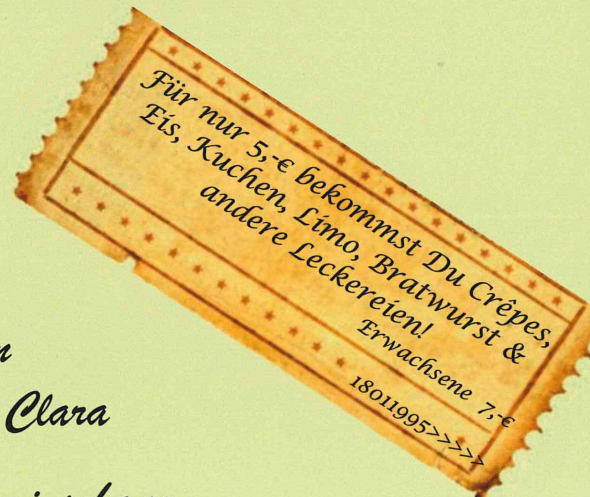 Für nur 5,-€ bekommst Du Crêpes,
Eis, Kuchen, Limo, Bratwurst &
andere Leckereien!
Erwachsene 7,-€
18011995>>>>>
Clara